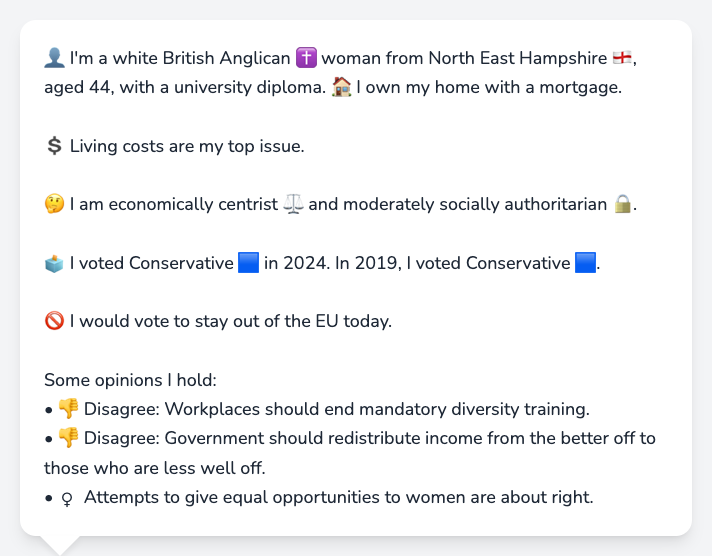 👤 I'm a white British Anglican ✝️ woman from North East Hampshire 🏴󠁧󠁢󠁥󠁮󠁧󠁿,
aged 44, with a university diploma. 🏠 I own my home with a mortgage.
💲 Living costs are my top issue.
🤔 I am economically centrist ⚖️ and moderately socially authoritarian 🔒.
🗳️ I voted Conservative 🟦 in 2024. In 2019, I voted Conservative 🟦.
🚫 I would vote to stay out of the EU today.
Some opinions I hold:
• 👎 Disagree: Workplaces should end mandatory diversity training.
• 👎 Disagree: Government should redistribute income from the better off to
those who are less well off.
• ♀ Attempts to give equal opportunities to women are about right.